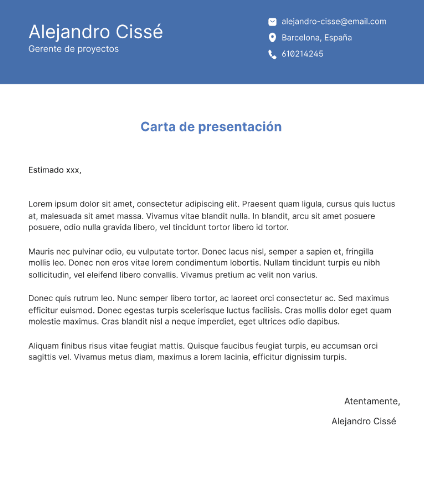 Alejandro Cissé
Gerente de proyectos
alejandro-cisse@email.com
Barcelona, España
610214245
Carta de presentación
Estimado xxx,
Lorem ipsum dolor sit amet, consectetur adipiscing elit. Praesent quam ligula, cursus quis luctus
at, malesuada sit amet massa. Vivamus vitae blandit nulla. In blandit, arcu sit amet posuere
posuere, odio nulla gravida libero, vel tincidunt tortor libero id tortor.
Mauris nec pulvinar odio, eu vulputate tortor. Donec lacus nisi, semper a sapien et, fringilla
mollis leo. Donec non eros vitae lorem condimentum lobortis. Nullam tincidunt turpis eu nibh
sollicitudin, vel eleifend libero convallis. Vivamus pretium ac velit non varius.
Donec quis rutrum leo. Nunc semper libero tortor, ac laoreet orci consectetur ac. Sed maximus
efficitur euismod. Donec egestas turpis scelerisque luctus facilisis. Cras mollis dolor eget quam
molestie maximus. Cras blandit nisl a neque imperdiet, eget ultrices odio dapibus.
Aliquam finibus risus vitae feugiat mattis. Quisque faucibus feugiat turpis, eu accumsan orci
sagittis vel. Vivamus metus diam, maximus a lorem lacinia, efficitur dignissim turpis.
Atentamente,
Alejandro Cissé